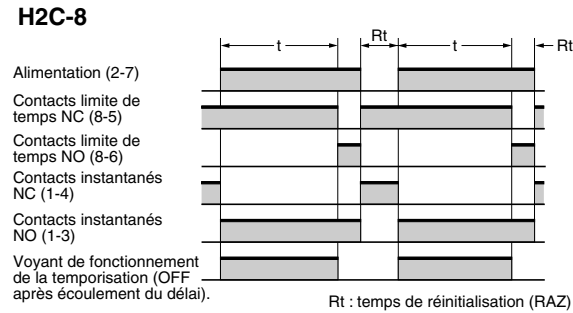 H2C-8
Rt
t
t
Rt
Alimentation (2-7)
Contacts limite de
temps NC (8-5)
Contacts limite de
temps NO (8-6)
Contacts instantanés
NC (1-4)
Contacts instantanés
NO (1-3)
Voyant de fonctionnement
de la temporisation (OFF
après écoulement du délai).
Rt : temps de réinitialisation (RAZ)